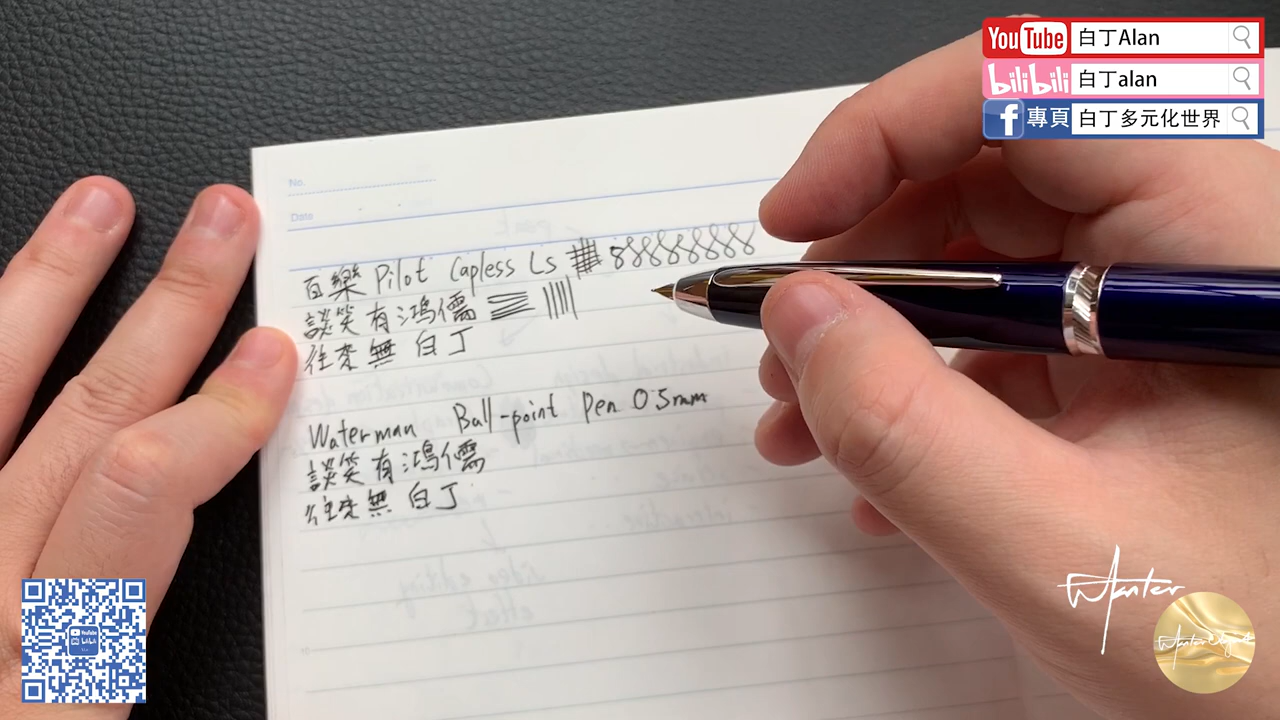 YouTube 白丁Alan
bilibili 白丁alan
f 專頁 白丁多元化世界
No.
Date
百樂 Pilot Capless Ls 88888888
談笑有鴻儒
往來無白丁
Waterman Ball-point Pen 0.5mm
談笑有鴻儒
往來無白丁